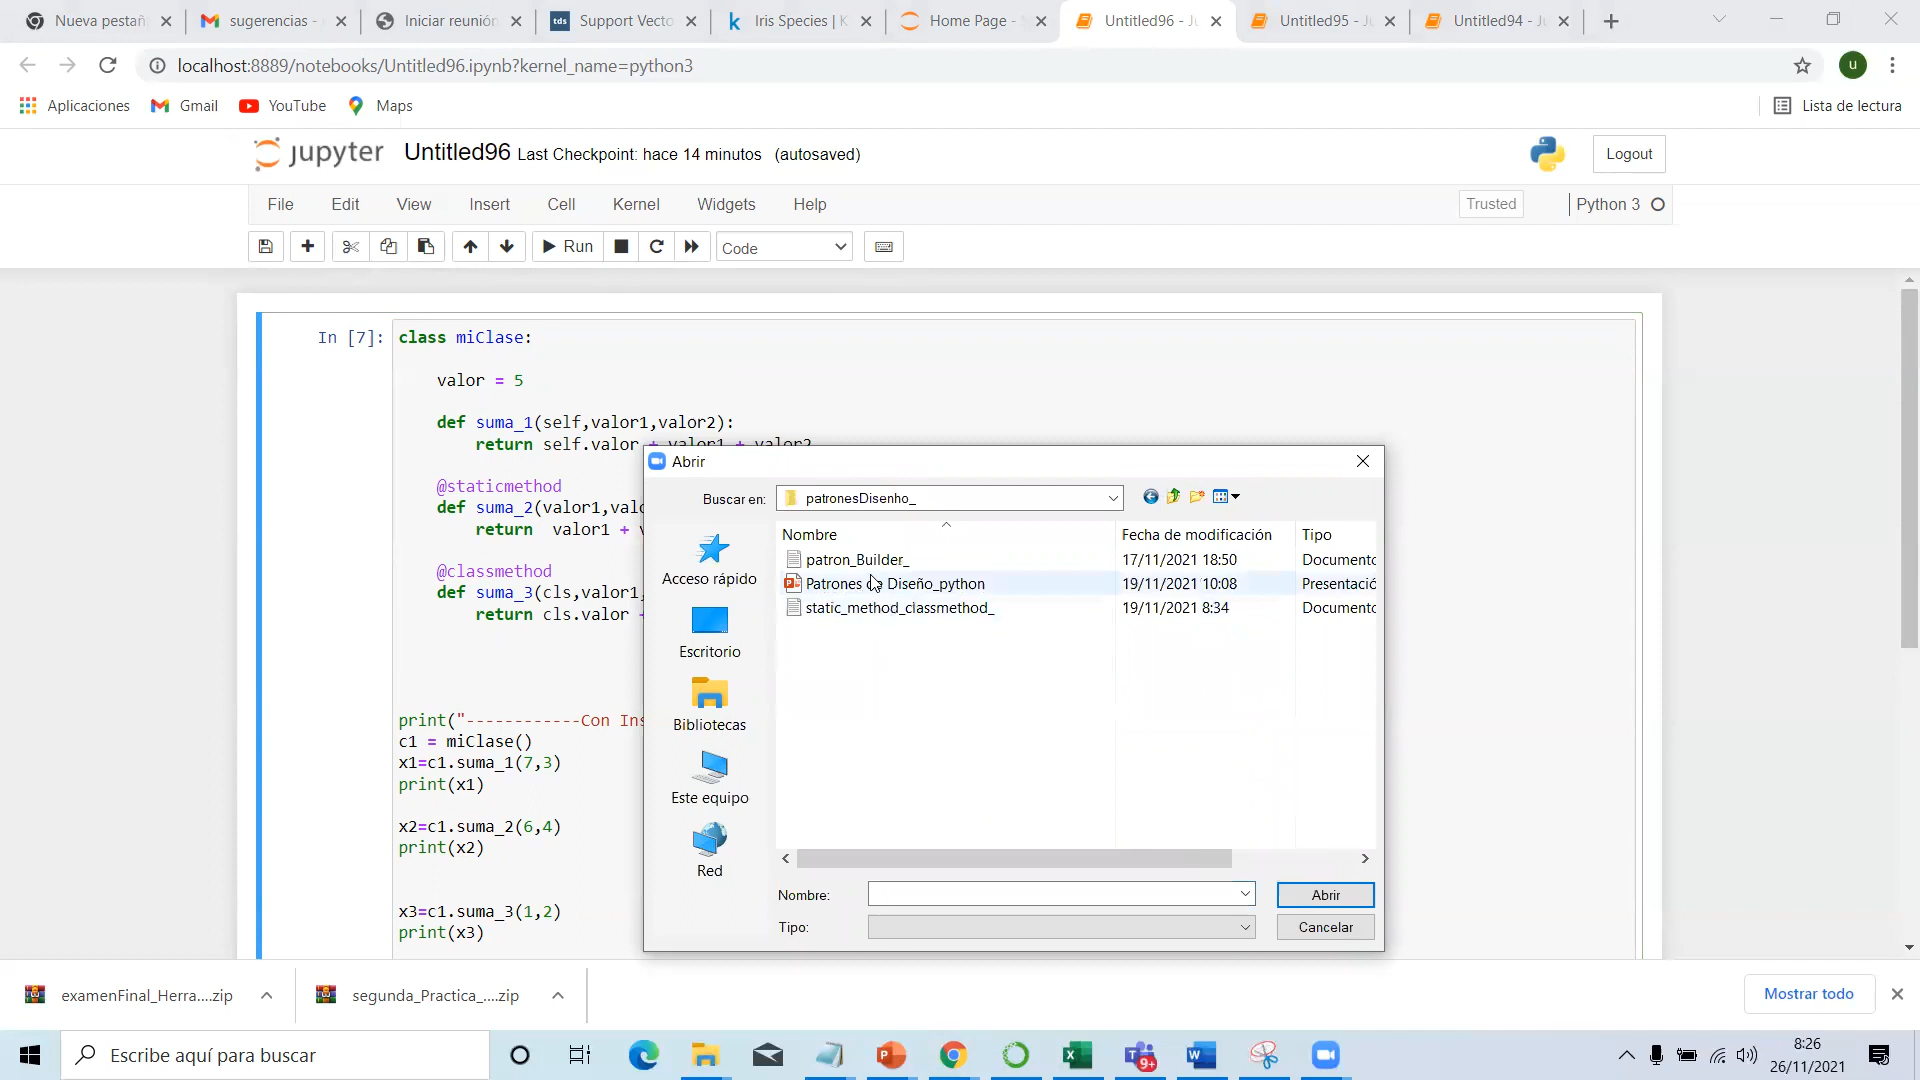 Nueva pestañ
sugerencias -
Iniciar reunión
tds Support Vecto
k Iris Species | K
Home Page -
Untitled96 - Ju
Untitled95 - Ju
Untitled94 - Ju
localhost:8889/notebooks/Untitled96.ipynb?kernel_name=python3
u
Aplicaciones Gmail YouTube Maps Lista de lectura
jupyter Untitled96 Last Checkpoint: hace 14 minutos (autosaved) Logout
File Edit View Insert Cell Kernel Widgets Help Trusted Python 3
Run Code
In [7]: class miClase:
valor = 5
def suma_1(self,valor1,valor2):
return self.valor + valor1 + valor2
@staticmethod
def suma_2(valor1,valo
return valor1 + v
@classmethod
def suma_3(cls,valor1,
return cls.valor +
print("------------Con Ins
c1 = miClase()
x1=c1.suma_1(7,3)
print(x1)
x2=c1.suma_2(6,4)
print(x2)
x3=c1.suma_3(1,2)
print(x3)
Abrir
Buscar en: patronesDisenho_
Acceso rápido
Escritorio
Bibliotecas
Este equipo
Red
Nombre Fecha de modificación Tipo
patron_Builder_ 17/11/2021 18:50 Documento
Patrones de Diseño_python 19/11/2021 10:08 Presentació
static_method_classmethod_ 19/11/2021 8:34 Documento
Nombre: Abrir
Tipo: Cancelar
examenFinal_Herra....zip segunda_Practica_....zip Mostrar todo
Escribe aquí para buscar
9+
8:26
26/11/2021